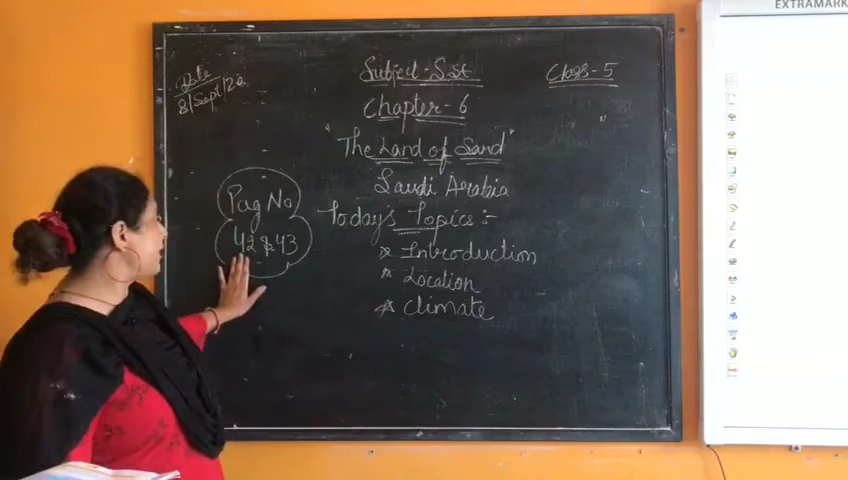 EXTRAMARK
Date
8/Sept/22
Subject - S.st
Class - 5
Chapter - 6
"The Land of Sand"
Saudi Arabia
Pag No
42 & 43
Today's Topics :-
* Introduction
* Location
* Climate